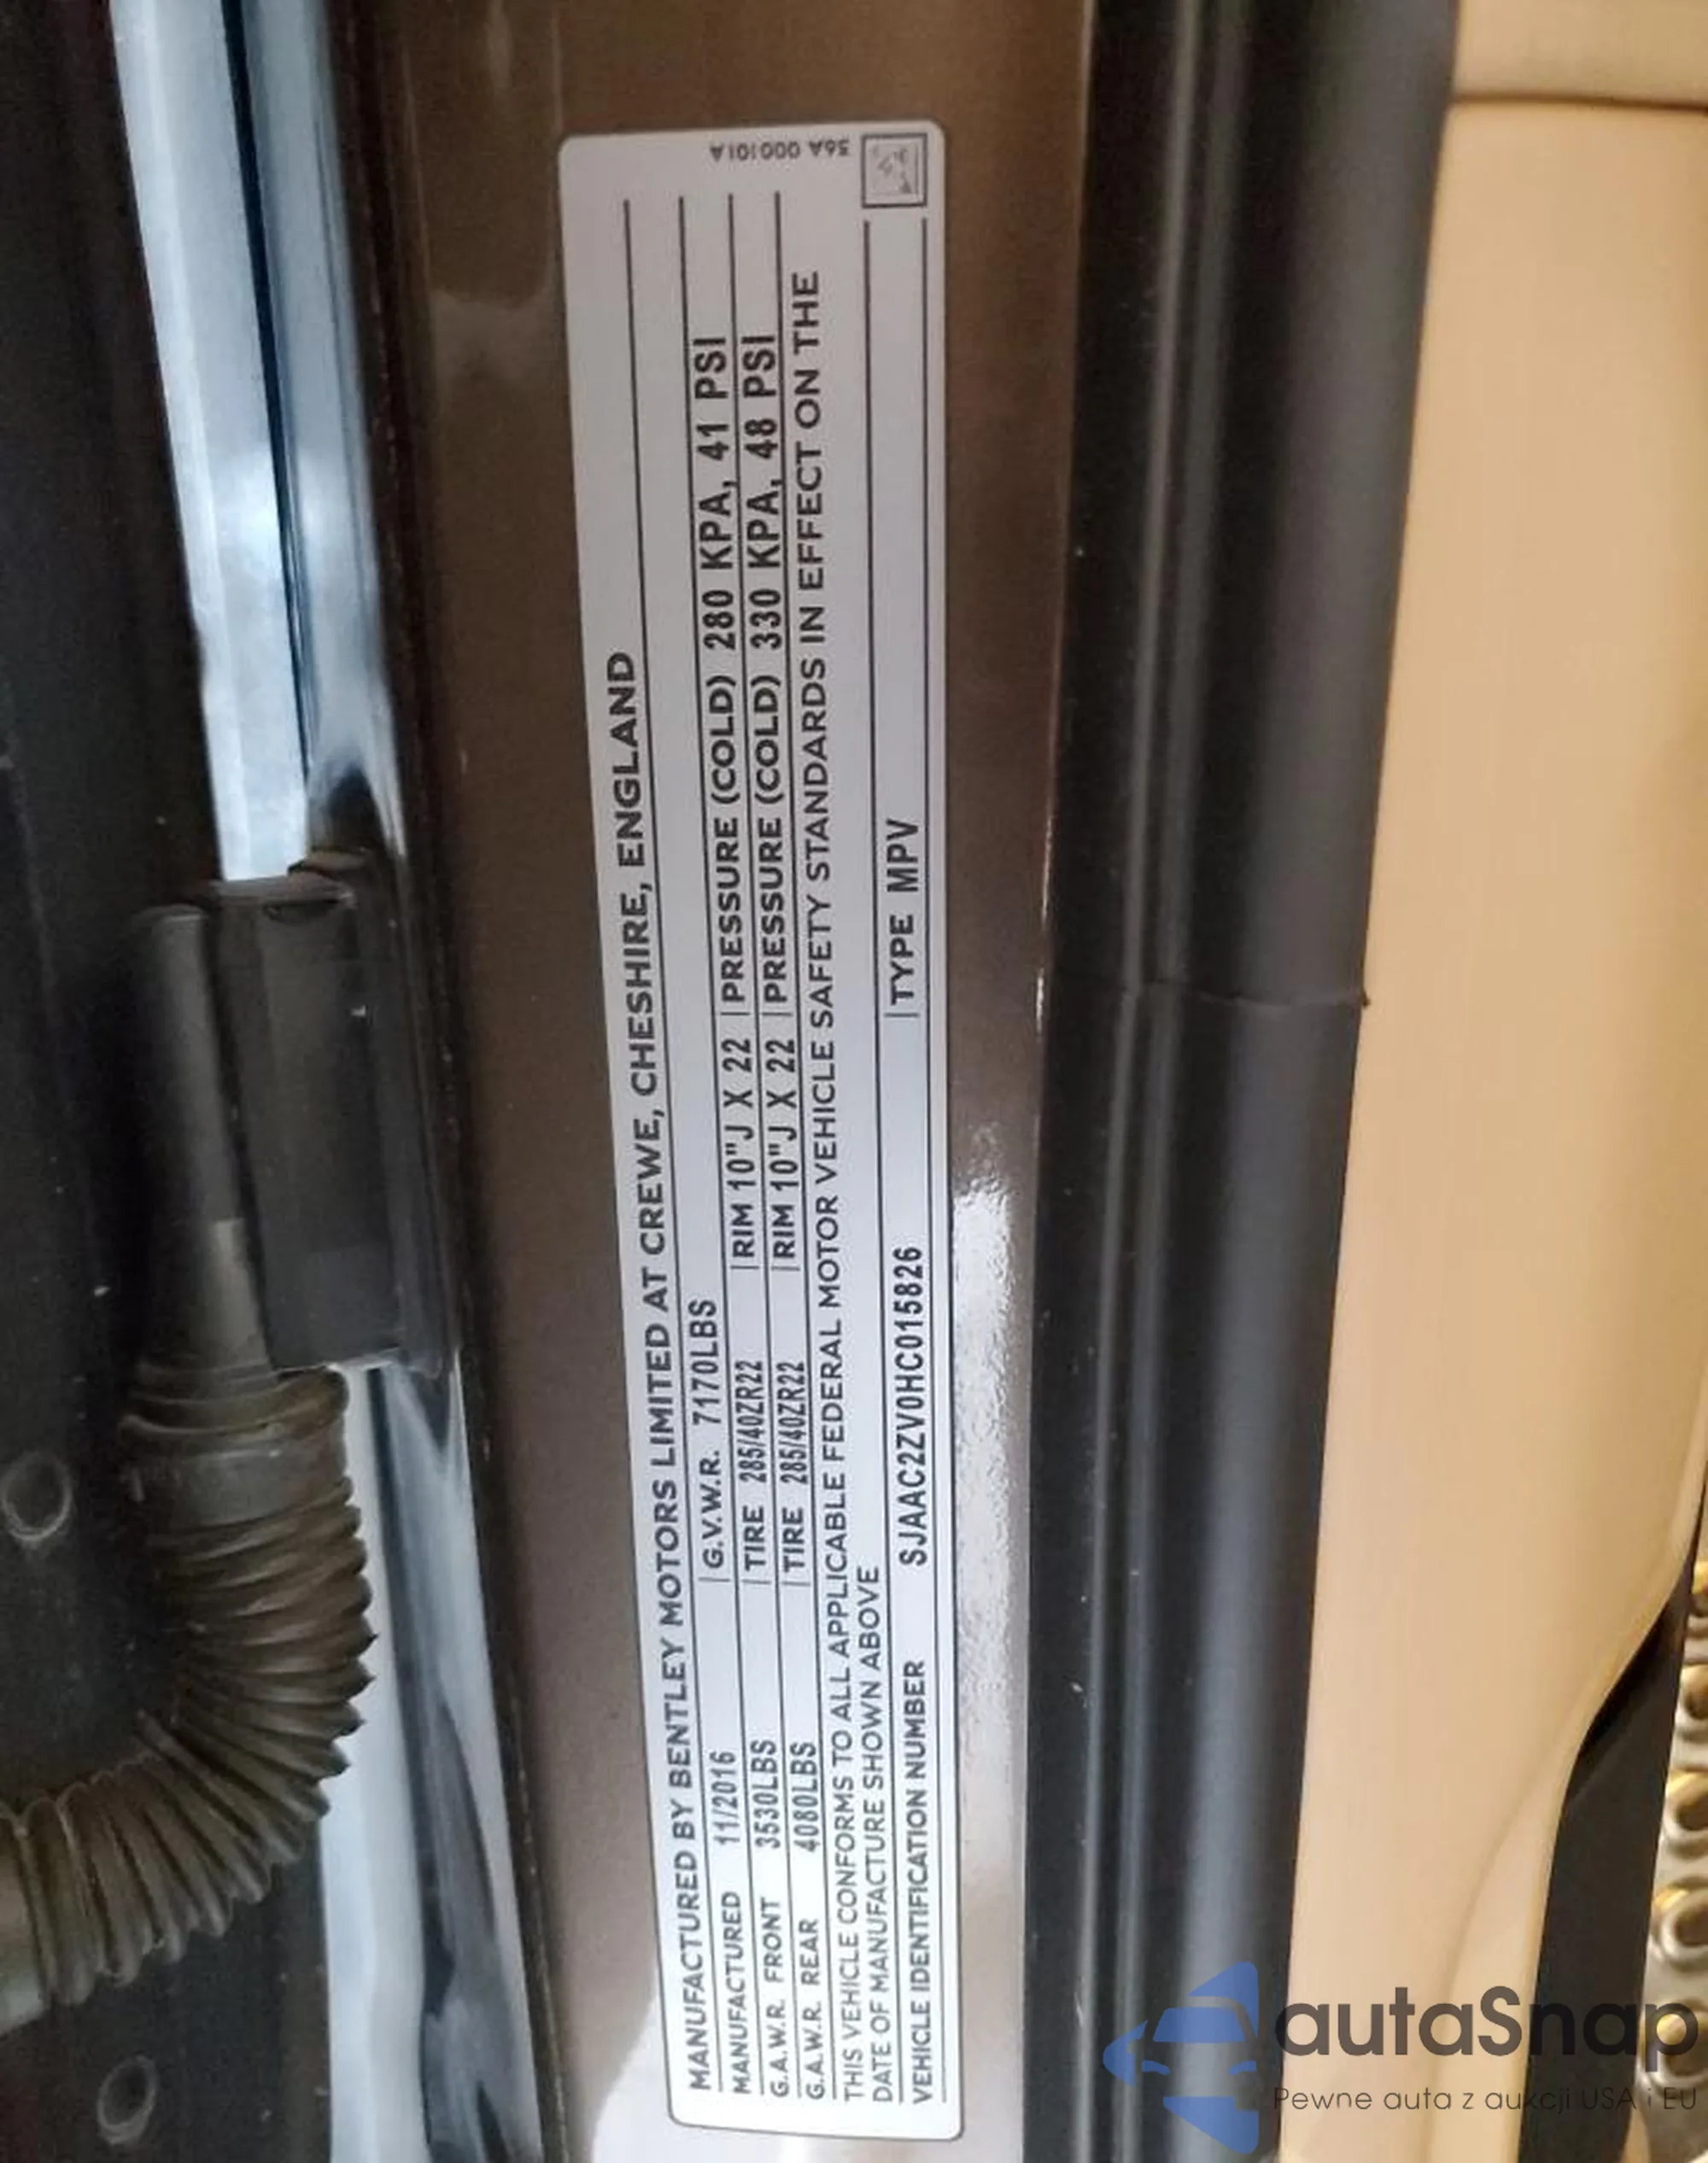 MANUFACTURED BY BENTLEY MOTORS LIMITED AT CREWE, CHESHIRE, ENGLAND
MANUFACTURED 11/2016 G.V.W.R. 7170LBS
G.A.W.R. FRONT 3530LBS TIRE 285/40ZR22 RIM 10"J X 22 PRESSURE (COLD) 280 KPA, 41 PSI
G.A.W.R. REAR 4080LBS TIRE 285/40ZR22 RIM 10"J X 22 PRESSURE (COLD) 330 KPA, 48 PSI
THIS VEHICLE CONFORMS TO ALL APPLICABLE FEDERAL MOTOR VEHICLE SAFETY STANDARDS IN EFFECT ON THE
DATE OF MANUFACTURE SHOWN ABOVE
VEHICLE IDENTIFICATION NUMBER SJAAC2ZV0HC015826 TYPE MPV
36A 000101A
autaSnap
Pewne auta z aukcji USA i EU